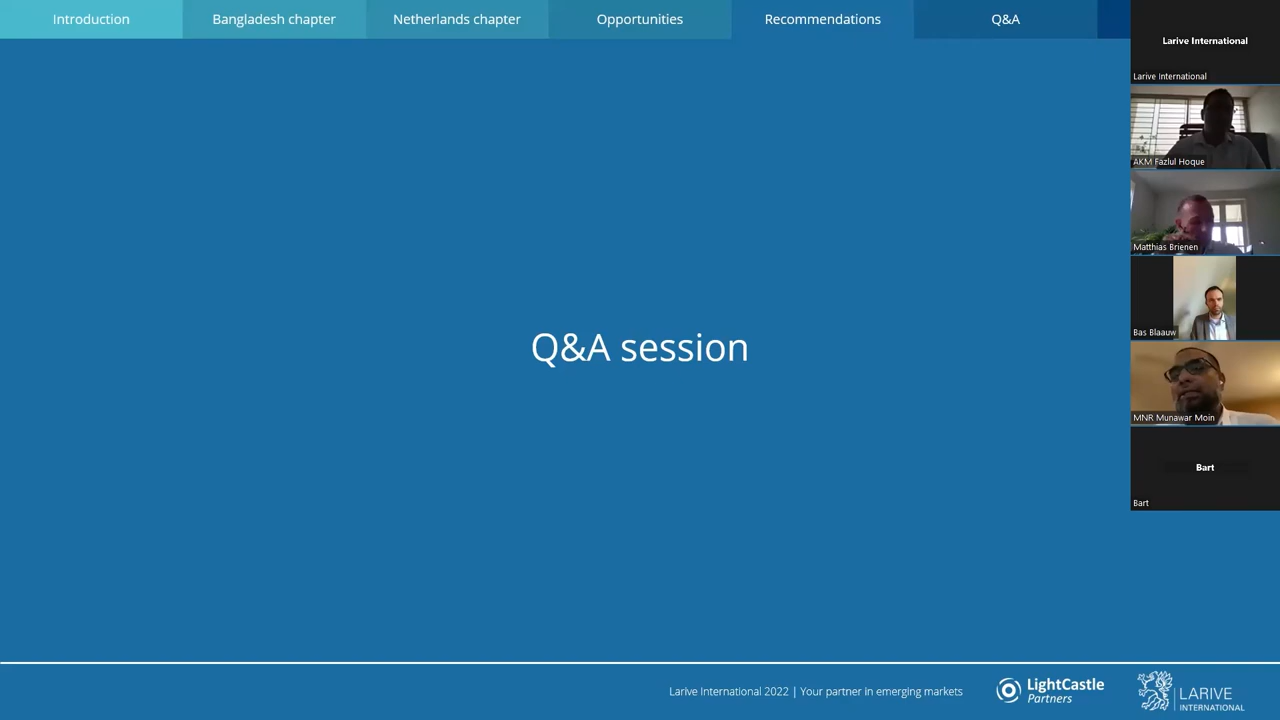 Introduction
Bangladesh chapter
Netherlands chapter
Opportunities
Recommendations
Q&A
Larive International
Larive International
AKM Fazlul Hoque
Matthias Brienen
Bas Blaauw
MNR Munawar Moin
Bart
Bart
Q&A session
Larive International 2022 | Your partner in emerging markets
LightCastle
Partners
LARIVE
INTERNATIONAL